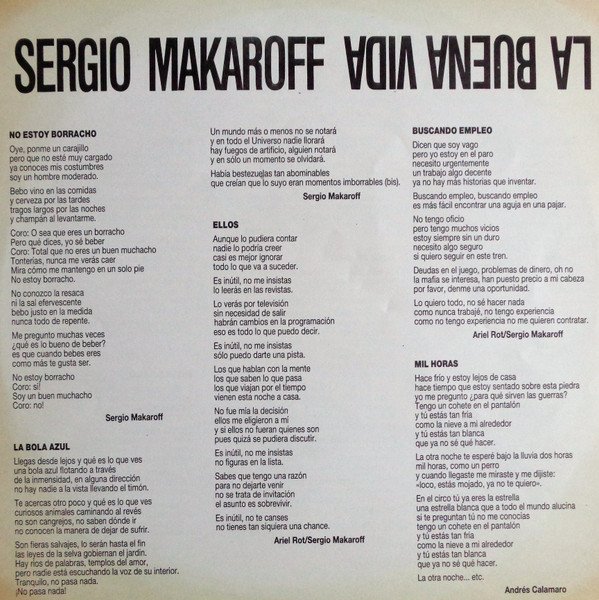 SERGIO MAKAROFF LA BUENA VIDA
NO ESTOY BORRACHO
Oye, ponme un carajillo
pero que no esté muy cargado
ya conoces mis costumbres
soy un hombre moderado.
Bebo vino en las comidas
y cerveza por las tardes
tragos largos por las noches
y champán al levantarme.
Coro: O sea que eres un borracho
Pero qué dices, yo sé beber
Coro: Total que no eres un buen muchacho
Tonterías, nunca me verás caer
Mira cómo me mantengo en un solo pie
No estoy borracho.
No conozco la resaca
ni la sal efervescente
bebo justo en la medida
nunca todo de repente.
Me pregunto muchas veces
¿qué es lo bueno de beber?
es que cuando bebes eres
como más te gusta ser.
No estoy borracho
Coro: sí!
Soy un buen muchacho
Coro: no!
Sergio Makaroff
LA BOLA AZUL
Llegas desde lejos y qué es lo que ves
una bola azul flotando a través
de la inmensidad, en alguna dirección
no hay nadie a la vista llevando el timón.
Te acercas otro poco y qué es lo que ves
curiosos animales caminando al revés
no son cangrejos, no saben dónde ir
no conocen la manera de dejar de sufrir.
Son fieras salvajes, lo serán hasta el fin
las leyes de la selva gobiernan el jardín.
Hay ríos de palabras, templos del amor,
pero nadie está escuchando la voz de su interior.
Tranquilo, no pasa nada.
¡No pasa nada!
Un mundo más o menos no se notará
y en todo el Universo nadie llorará
hay fuegos de artificio, alguien notará
y en sólo un momento se olvidará.
Había bestezuejlas tan abominables
que creían que lo suyo eran momentos imborrables (bis).
Sergio Makaroff
ELLOS
Aunque lo pudiera contar
nadie lo podría creer
casi es mejor ignorar
todo lo que va a suceder.
Es inútil, no me insistas
lo leerás en las revistas.
Lo verás por televisión
sin necesidad de salir
habrán cambios en la programación
eso es todo lo que puedo decir.
Es inútil, no me insistas
sólo puedo darte una pista.
Los que hablan con la mente
los que saben lo que pasa
los que viajan por el tiempo
vienen esta noche a casa.
No fue mía la decisión
ellos me eligieron a mí
y si ellos no fueran quienes son
pues quizá se pudiera discutir.
Es inútil, no me insistas
no figuras en la lista.
Sabes que tengo una razón
para no dejarte venir
no se trata de invitación
el asunto es sobrevivir.
Es inútil, no te canses
no tienes tan siquiera una chance.
Ariel Rot/Sergio Makaroff
BUSCANDO EMPLEO
Dicen que soy vago
pero yo estoy en el paro
necesito urgentemente
un trabajo algo decente
ya no hay más historias que inventar.
Buscando empleo, buscando empleo
es más fácil encontrar una aguja en un pajar.
No tengo oficio
pero tengo muchos vicios
estoy siempre sin un duro
necesito algo seguro
si quiero seguir en este tren.
Deudas en el juego, problemas de dinero, oh no
la mafia se interesa, han puesto precio a mi cabeza
por favor, denme una oportunidad.
Lo quiero todo, no sé hacer nada
como nunca trabajé, no tengo experiencia
como no tengo experiencia no me quieren contratar.
Ariel Rot/Sergio Makaroff
MIL HORAS
Hace frío y estoy lejos de casa
hace tiempo que estoy sentado sobre esta piedra
yo me pregunto ¿para qué sirven las guerras?
Tengo un cohete en el pantalón
y tú estás tan fría
como la nieve a mi alrededor
y tú estás tan blanca
que ya no sé qué hacer.
La otra noche te esperé bajo la lluvia dos horas
mil horas, como un perro
y cuando llegaste me miraste y me dijiste:
«loco, estás mojado, ya no te quiero».
En el circo tú ya eres la estrella
una estrella blanca que a todo el mundo alucina
si te preguntan tú no me conocías
tengo un cohete en el pantalón
y tú estás tan fría
como la nieve a mi alrededor
y tú estás tan blanca
que ya no sé qué hacer.
La otra noche... etc.
Andrés Calamaro